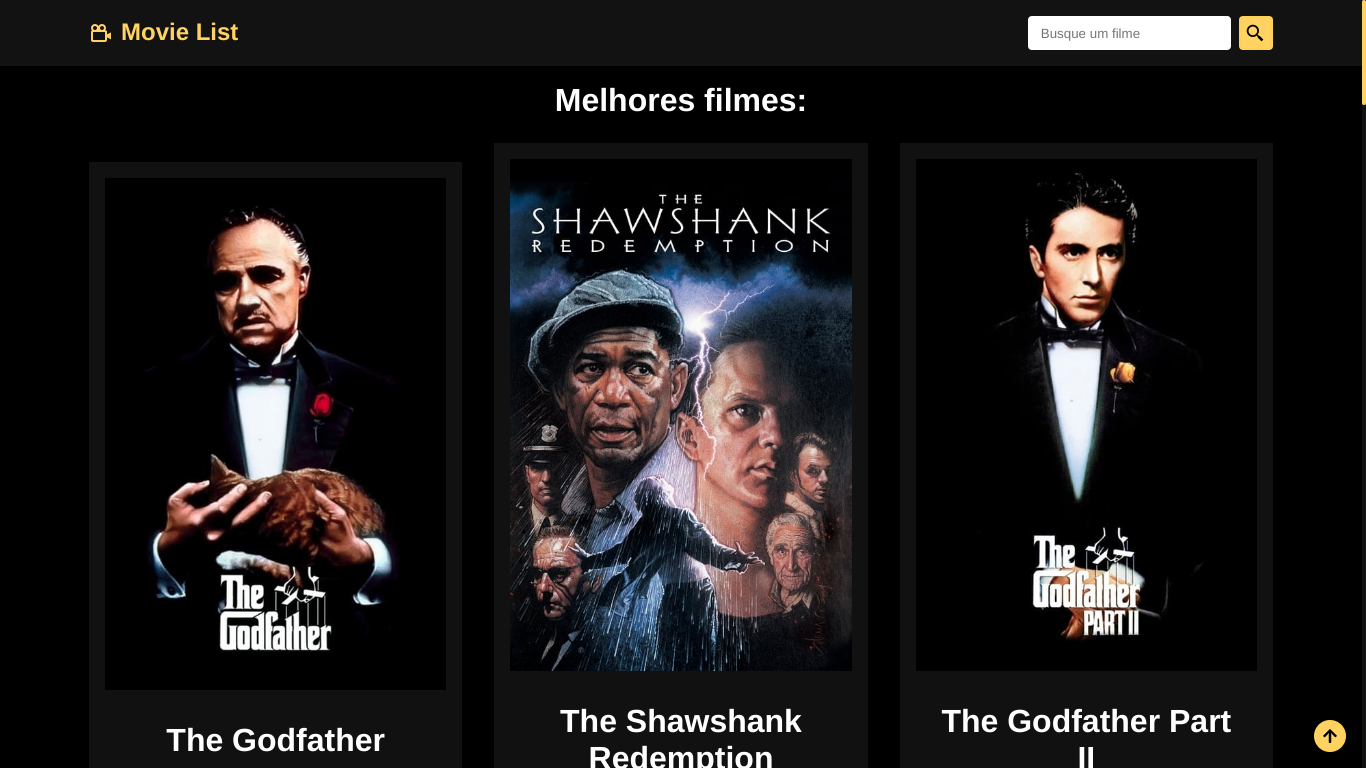 Movie List
Busque um filme
Melhores filmes:
The
Godfather
THE
SHAWSHANK
REDEMPTION
The
Godfather
PART II
The Godfather
The Shawshank
Redemption
The Godfather Part
II